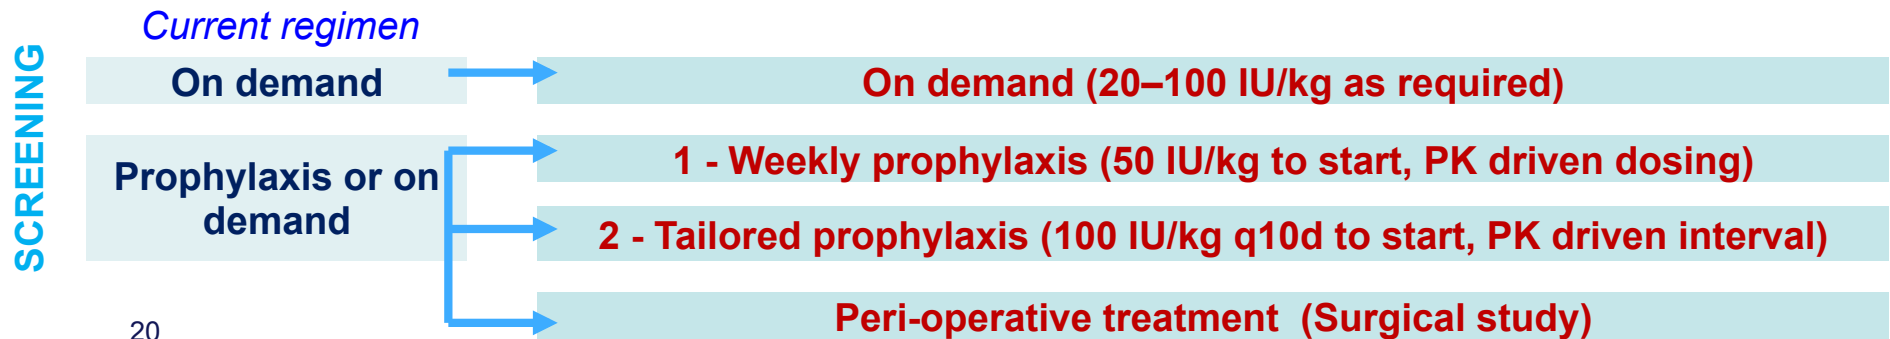 SCREENING
Current regimen
On demand
On demand (20–100 IU/kg as required)
Prophylaxis or on
demand
1 - Weekly prophylaxis (50 IU/kg to start, PK driven dosing)
2 - Tailored prophylaxis (100 IU/kg q10d to start, PK driven interval)
Peri-operative treatment (Surgical study)
20